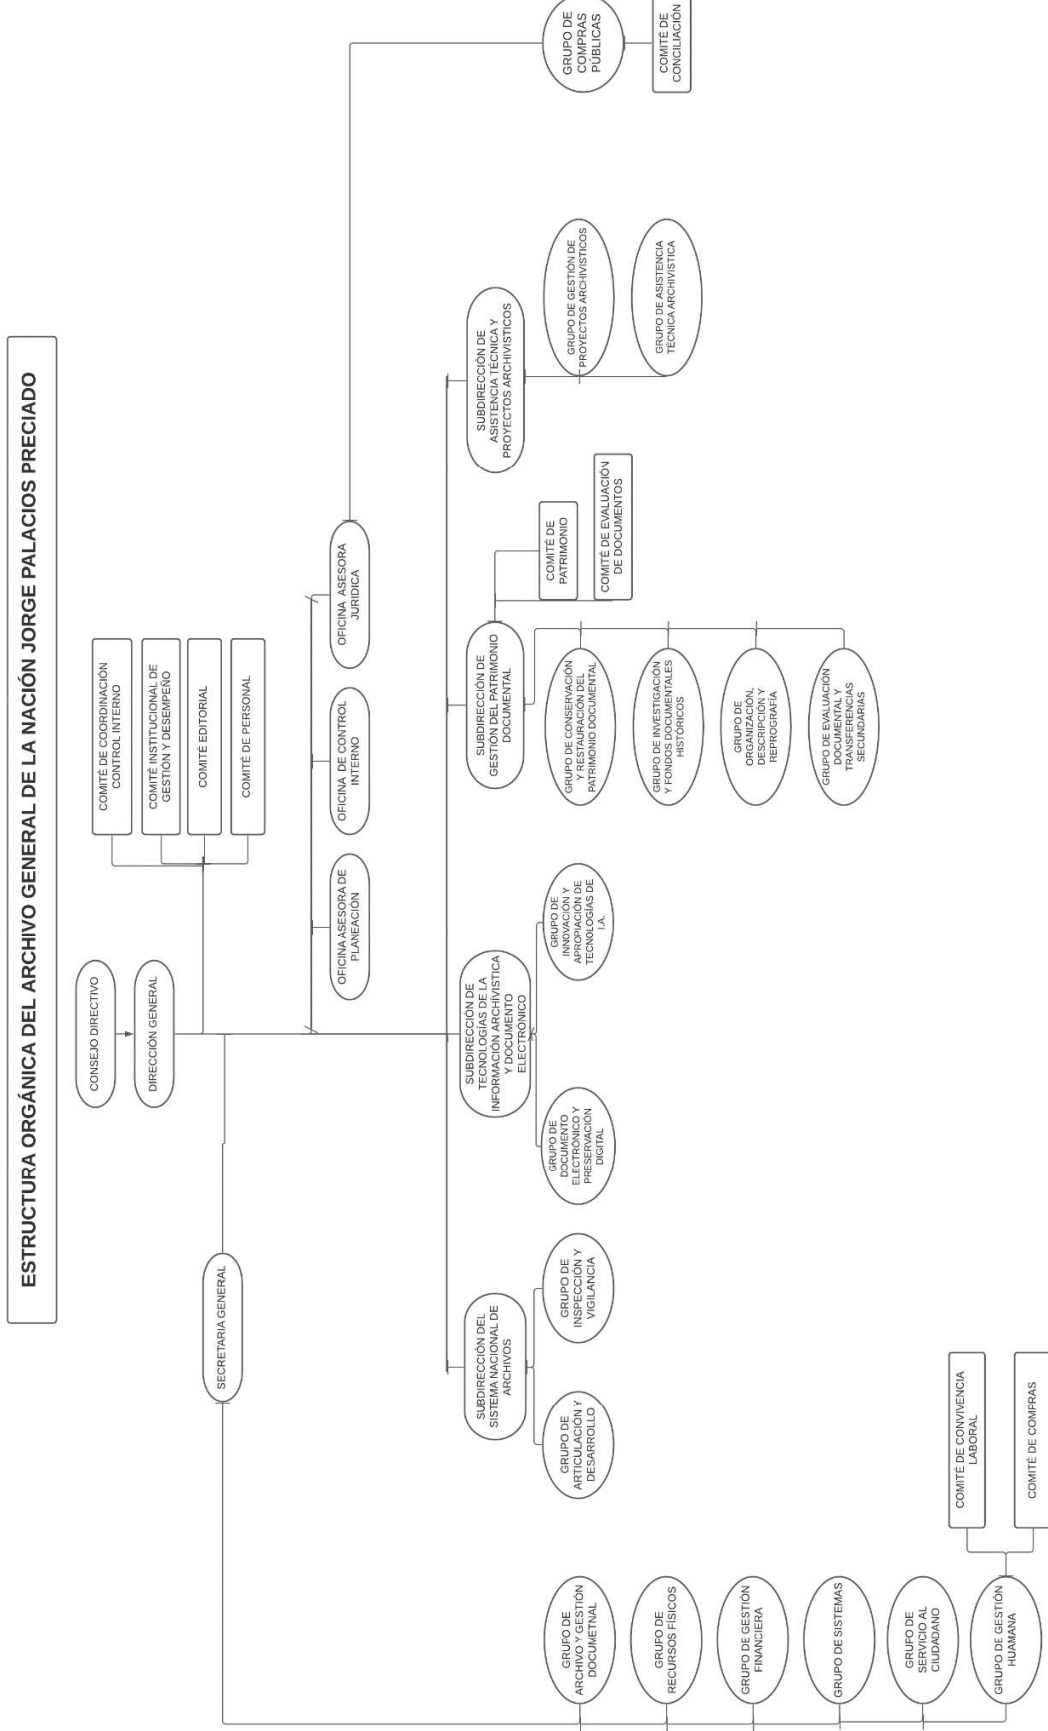 ESTRUCTURA ORGÁNICA DEL ARCHIVO GENERAL DE LA NACIÓN JORGE PALACIOS PRECIADO
CONSEJO DIRECTIVO
DIRECCIÓN GENERAL
COMITÉ DE COORDINACIÓN
CONTROL INTERNO
COMITÉ INSTITUCIONAL DE
GESTIÓN Y DESEMPEÑO
COMITÉ EDITORIAL
COMITÉ DE PERSONAL
SECRETARIA GENERAL
OFICINA ASESORA DE
PLANEACIÓN
OFICINA DE CONTROL
INTERNO
OFICINA ASESORA
JURIDICA
SUBDIRECCIÓN DEL
SISTEMA NACIONAL DE
ARCHIVOS
SUBDIRECCIÓN DE
TECNOLOGÍAS DE LA
INFORMACIÓN ARCHÍVISTICA
Y DOCUMENTO
ELECTRÓNICO
SUBDIRECCIÓN DE
GESTIÓN DEL PATRIMONIO
DOCUMENTAL
SUBDIRECCIÓN DE
ASISTENCIA TÉCNICA Y
PROYECTOS ARCHIVISTICOS
COMITÉ DE
PATRIMONIO
COMITÉ DE EVALUACIÓN
DE DOCUMENTOS
GRUPO DE
ARCHIVO Y GESTIÓN
DOCUMETNAL
GRUPO DE
RECURSOS FÍSICOS
GRUPO DE GESTIÓN
FINANCIERA
GRUPO DE SISTEMAS
GRUPO DE
SERVICIO AL
CIUDADANO
GRUPO DE GESTIÓN
HUAMANA
COMITÉ DE CONVIVENCIA
LABORAL
COMITÉ DE COMPRAS
GRUPO DE
ARTICULACIÓN Y
DESARROLLO
GRUPO DE
INSPECCIÓN Y
VIGILANCIA
GRUPO DE
DOCUMENTO
ELECTRÓNICO Y
PRESERVACIÓN
DIGITAL
GRUPO DE
INNOVACIÓN Y
APROPIACIÓN DE
TECNOLOGÍAS DE
I.A.
GRUPO DE CONSERVACIÓN
Y RESTAURACIÓN DEL
PATRIMONIO DOCUMENTAL
GRUPO DE INVESTIGACIÓN
Y FONDOS DOCUMENTALES
HISTÓRICOS
GRUPO DE
ORGANIZACIÓN,
DESCRIPCIÓN Y
REPROGRAFÍA
GRUPO DE EVALUACIÓN
DOCUMENTAL Y
TRANSFERENCIAS
SECUNDARIAS
GRUPO DE GESTIÓN DE
PROYECTOS ARCHIVISTICOS
GRUPO DE ASISTENCIA
TÉCNICA ARCHIVISTICA
GRUPO DE
COMPRAS
PÚBLICAS
COMITÉ DE
CONCILIACIÓN